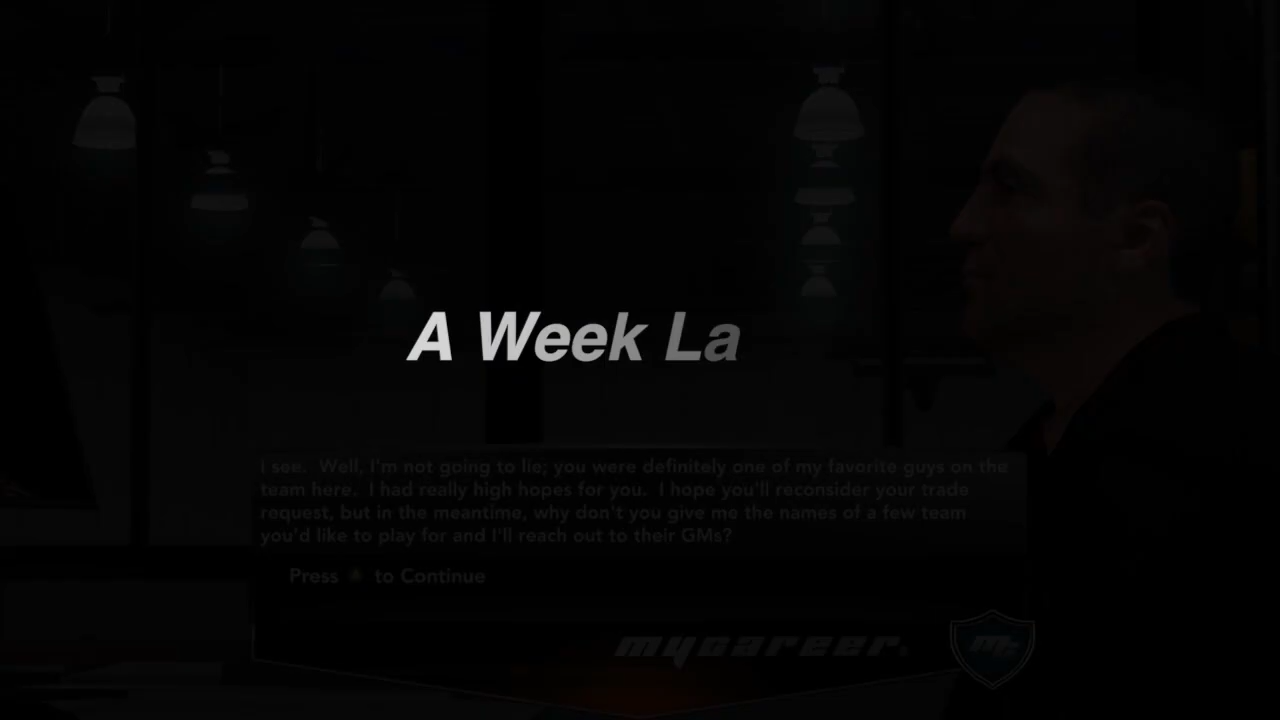 A Week La
I see.  Well, I'm not going to lie; you were definitely one of my favorite guys on the
team here.  I had really high hopes for you.  I hope you'll reconsider your trade
request, but in the meantime, why don't you give me the names of a few team
you'd like to play for and I'll reach out to their GMs?
Press to Continue
mycareer.
MC